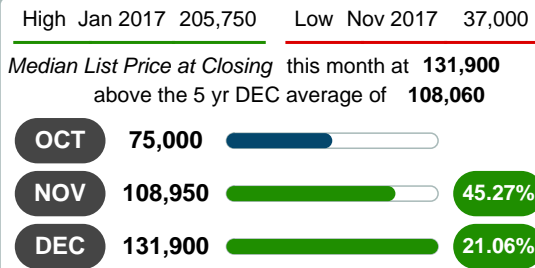 High Jan 2017 205,750 Low Nov 2017 37,000
Median List Price at Closing this month at 131,900
above the 5 yr DEC average of 108,060
OCT 75,000
NOV 108,950 45.27%
DEC 131,900 21.06%